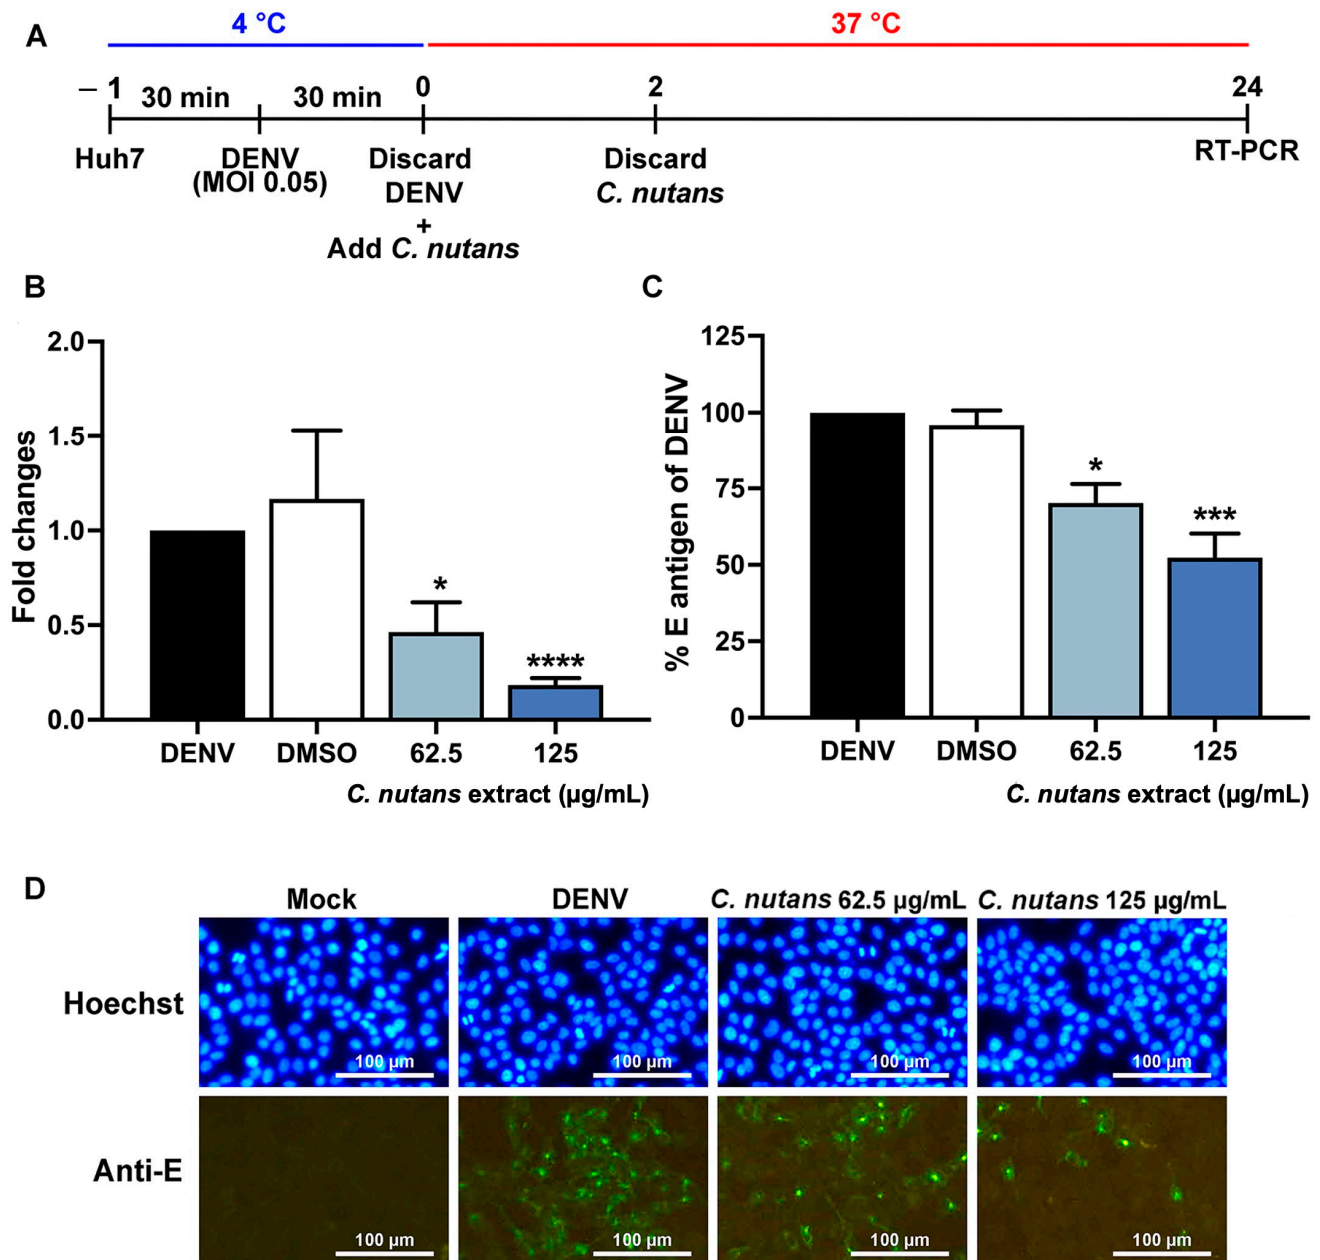 A
4 °C
37 °C
– 1
30 min
30 min
0
2
24
Huh7
DENV
(MOI 0.05)
Discard
DENV
+
Add C. nutans
Discard
C. nutans
RT-PCR
B
Fold changes
2.0
1.5
1.0
0.5
0.0
*
****
DENV
DMSO
62.5
125
C. nutans extract (µg/mL)
C
% E antigen of DENV
125
100
75
50
25
0
*
***
DENV
DMSO
62.5
125
C. nutans extract (µg/mL)
D
Mock
DENV
C. nutans 62.5 µg/mL
C. nutans 125 µg/mL
Hoechst
100 µm
100 µm
100 µm
100 µm
Anti-E
100 µm
100 µm
100 µm
100 µm